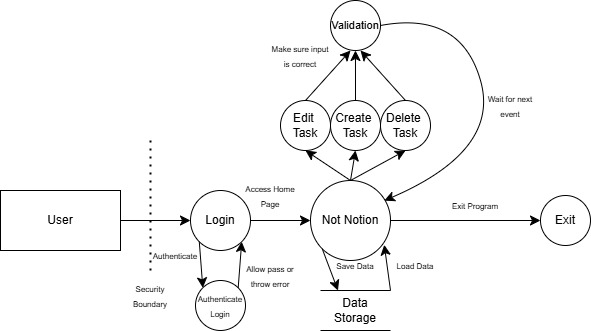 Validation
Make sure input
is correct
Edit
Task
Create
Task
Delete
Task
Wait for next
event
User
Login
Access Home
Page
Not Notion
Exit Program
Exit
Authenticate
Allow pass or
throw error
Save Data
Load Data
Security
Boundary
Authenticate
Login
Data
Storage